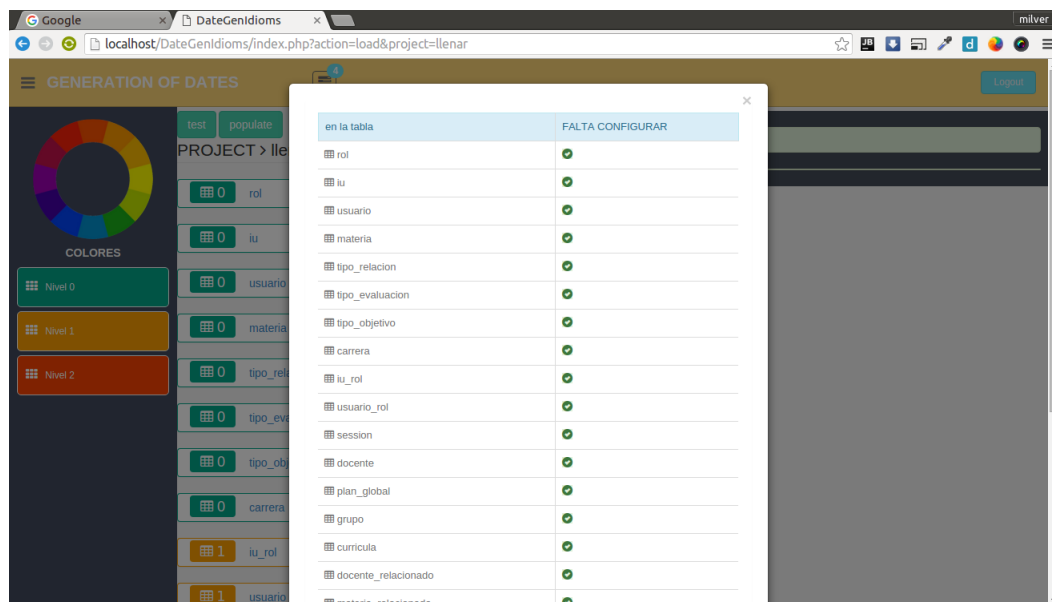 Google
DateGenIdioms
milver
localhost/DateGenIdioms/index.php?action=load&project=llenar
JB
d
GENERATION OF DATES
4
Logout
×
test
populate
PROJECT > lle
COLORES
Nivel 0
Nivel 1
Nivel 2
0 rol
0 iu
0 usuario
0 materia
0 tipo_rela
0 tipo_eva
0 tipo_obj
0 carrera
1 iu_rol
1 usuario
en la tabla FALTA CONFIGURAR
rol
iu
usuario
materia
tipo_relacion
tipo_evaluacion
tipo_objetivo
carrera
iu_rol
usuario_rol
session
docente
plan_global
grupo
curricula
docente_relacionado
materia_relacionada